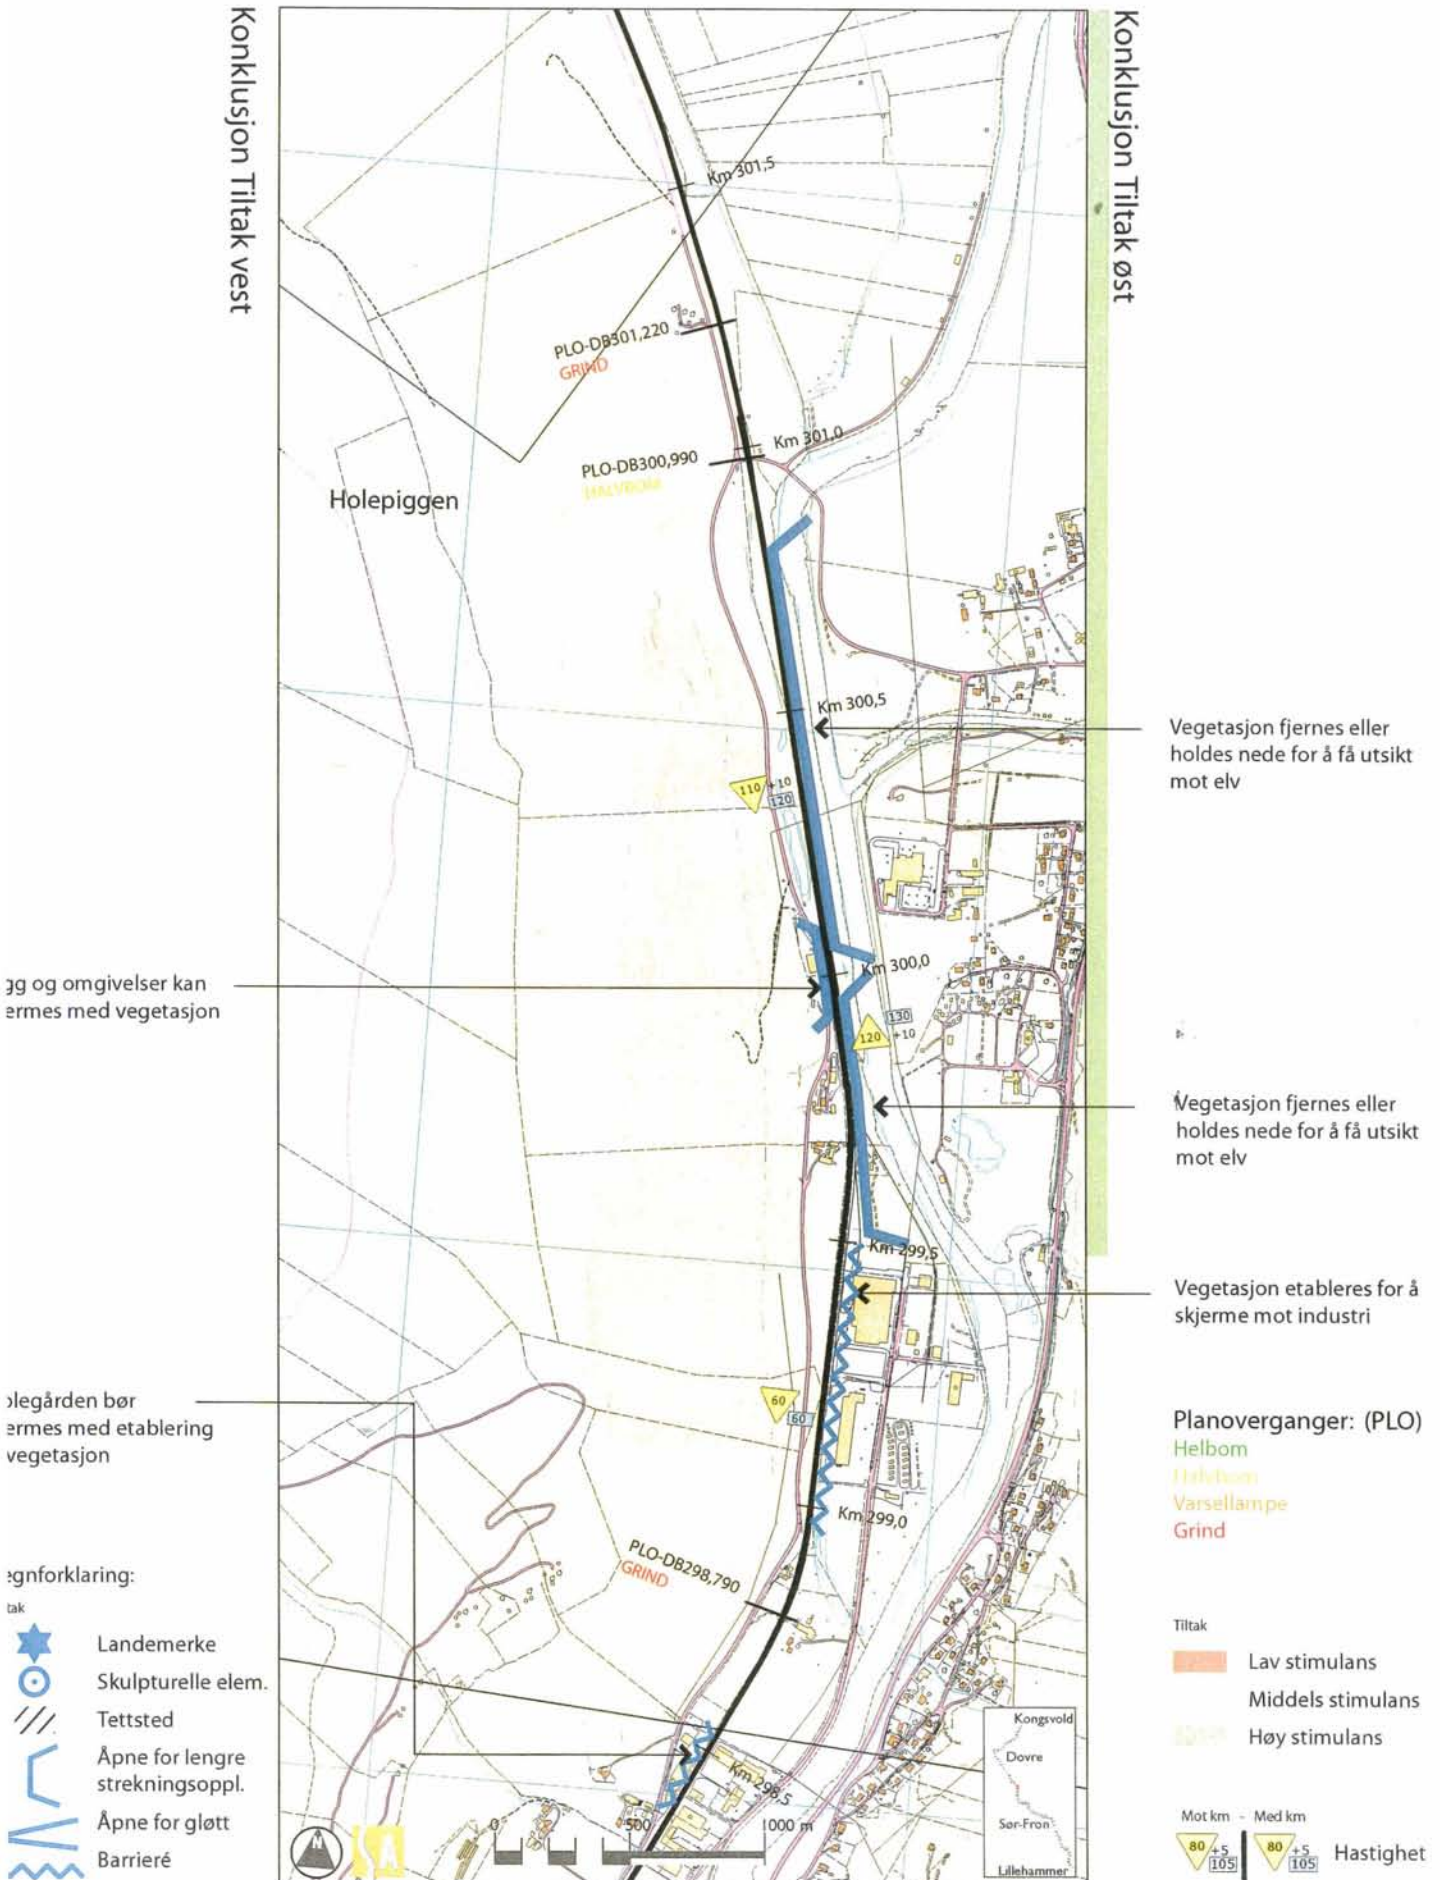 Konklusjon Tiltak vest
Konklusjon Tiltak øst
Km 301,5
PLO-DB301,220
GRIND
Km 301,0
PLO-DB300,990
HALVBOM
Holepiggen
Km 300,5
Vegetasjon fjernes eller
holdes nede for å få utsikt
mot elv
110 +10
120
Km 300,0
gg og omgivelser kan
ermes med vegetasjon
130
120 +10
Vegetasjon fjernes eller
holdes nede for å få utsikt
mot elv
Km 299,5
Vegetasjon etableres for å
skjerme mot industri
60
60
olegården bør
ermes med etablering
vegetasjon
Planoverganger: (PLO)
Helbom
Halvbom
Varsellampe
Grind
Km 299,0
PLO-DB298,790
GRIND
egnforklaring:
tak
Landemerke
Skulpturelle elem.
Tettsted
Åpne for lengre
strekningsoppl.
Åpne for gløtt
Barrieré
Tiltak
Lav stimulans
Middels stimulans
Høy stimulans
Km 298,5
0 500 1000 m
N
A
Kongsvold
Dovre
Sør-Fron
Lillehammer
Mot km - Med km
80 +5 105 80 +5 105 Hastighet